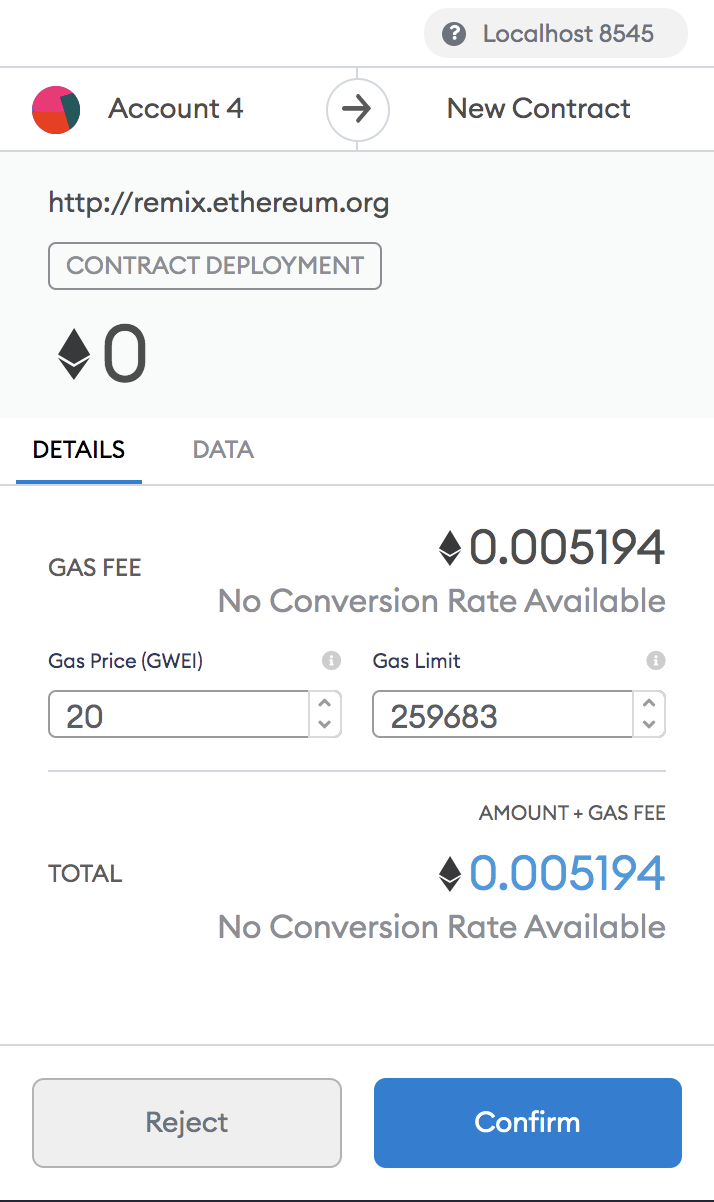 Localhost 8545
Account 4
New Contract
http://remix.ethereum.org
CONTRACT DEPLOYMENT
0
DETAILS
DATA
GAS FEE
0.005194
No Conversion Rate Available
Gas Price (GWEI)
Gas Limit
20
259683
AMOUNT + GAS FEE
TOTAL
0.005194
No Conversion Rate Available
Reject
Confirm